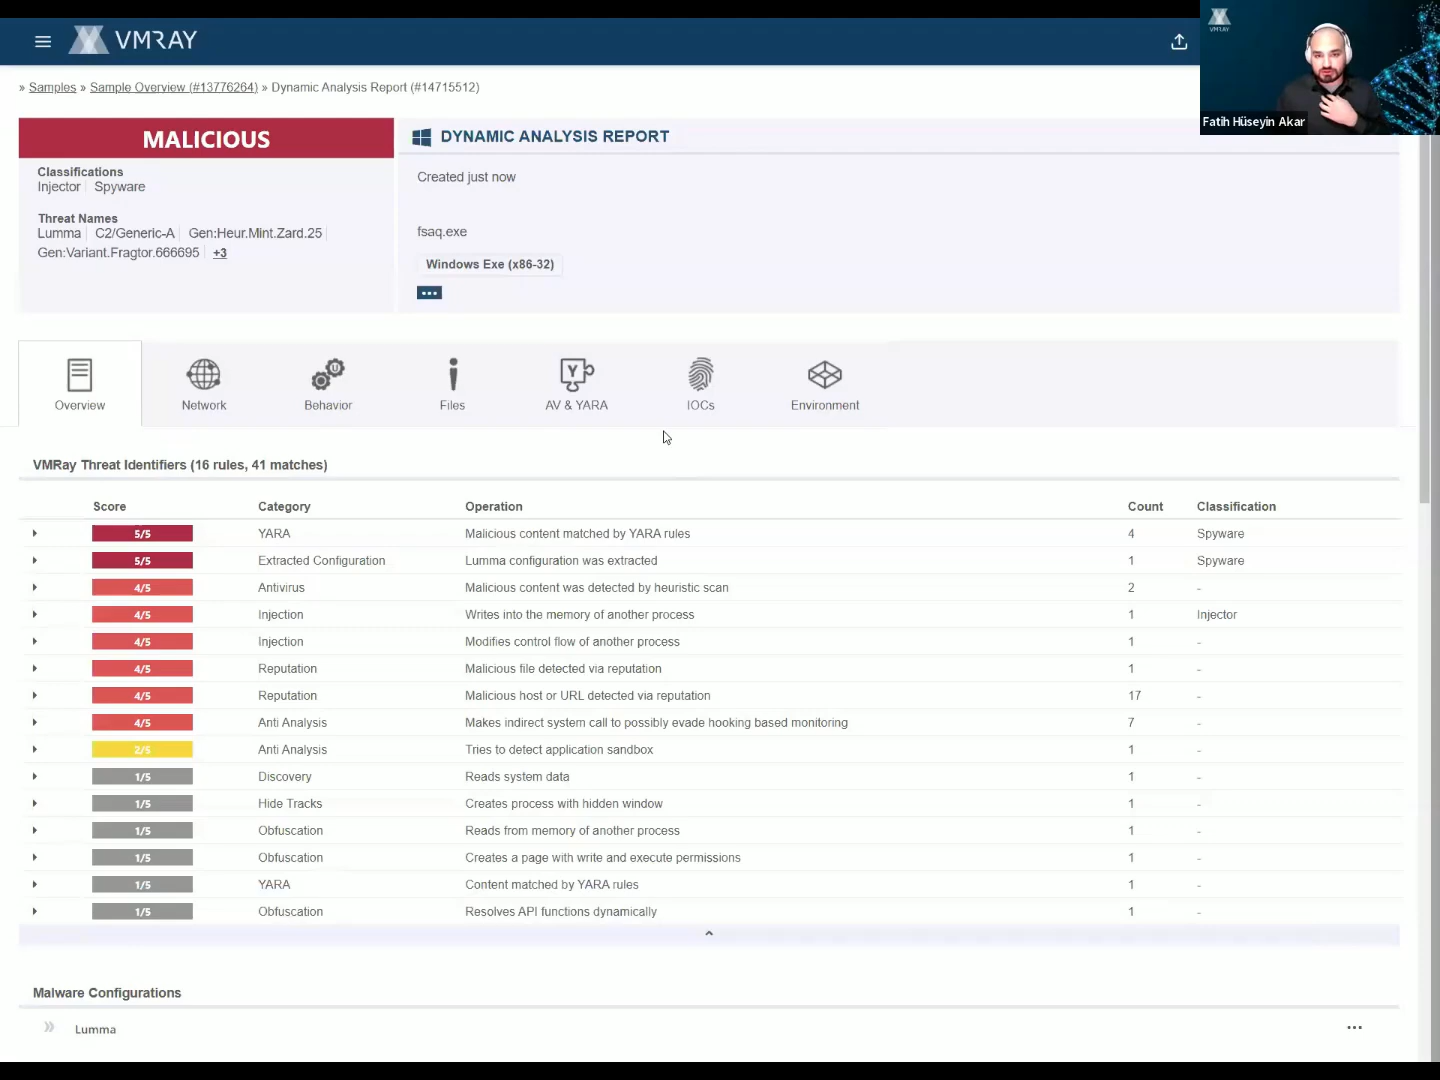 VMRAY
VMRAY
Fatih Hüseyin Akar
» Samples » Sample Overview (#13776264) » Dynamic Analysis Report (#14715512)
MALICIOUS
Classifications
Injector Spyware
Threat Names
Lumma C2/Generic-A Gen:Heur.Mint.Zard.25
Gen:Variant.Fragtor.666695 +3
DYNAMIC ANALYSIS REPORT
Created just now
fsaq.exe
Windows Exe (x86-32)
Overview Network Behavior Files AV & YARA IOCs Environment
VMRay Threat Identifiers (16 rules, 41 matches)
Score Category Operation Count Classification
5/5 YARA Malicious content matched by YARA rules 4 Spyware
5/5 Extracted Configuration Lumma configuration was extracted 1 Spyware
4/5 Antivirus Malicious content was detected by heuristic scan 2 -
4/5 Injection Writes into the memory of another process 1 Injector
4/5 Injection Modifies control flow of another process 1 -
4/5 Reputation Malicious file detected via reputation 1 -
4/5 Reputation Malicious host or URL detected via reputation 17 -
4/5 Anti Analysis Makes indirect system call to possibly evade hooking based monitoring 7 -
2/5 Anti Analysis Tries to detect application sandbox 1 -
1/5 Discovery Reads system data 1 -
1/5 Hide Tracks Creates process with hidden window 1 -
1/5 Obfuscation Reads from memory of another process 1 -
1/5 Obfuscation Creates a page with write and execute permissions 1 -
1/5 YARA Content matched by YARA rules 1 -
1/5 Obfuscation Resolves API functions dynamically 1 -
Malware Configurations
Lumma